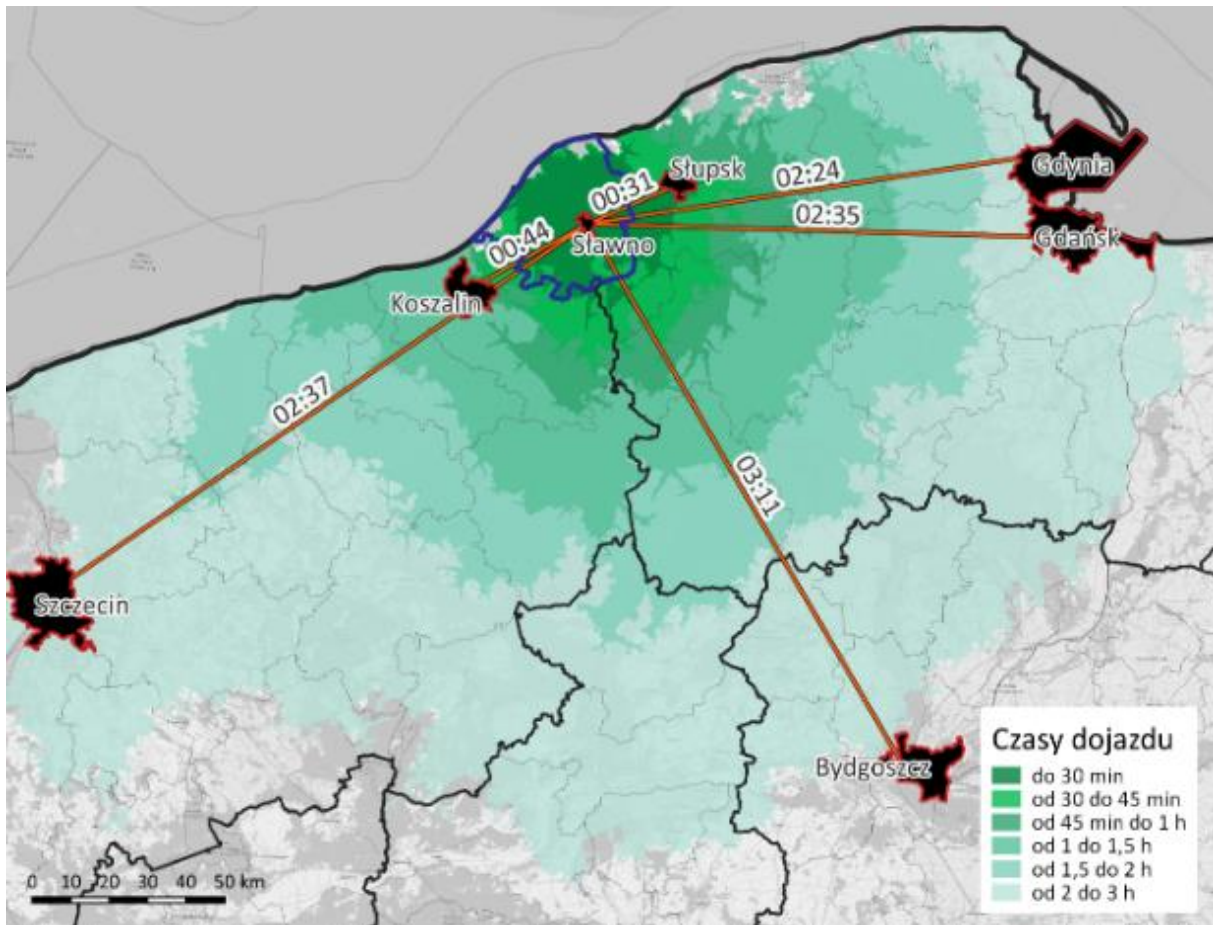 Słupsk
00:31
02:24
Gdynia
02:35
Gdańsk
Sławno
00:44
Koszalin
02:37
03:11
Szczecin
Bydgoszcz
Czasy dojazdu
do 30 min
od 30 do 45 min
od 45 min do 1 h
od 1 do 1,5 h
od 1,5 do 2 h
od 2 do 3 h
0 10 20 30 40 50 km